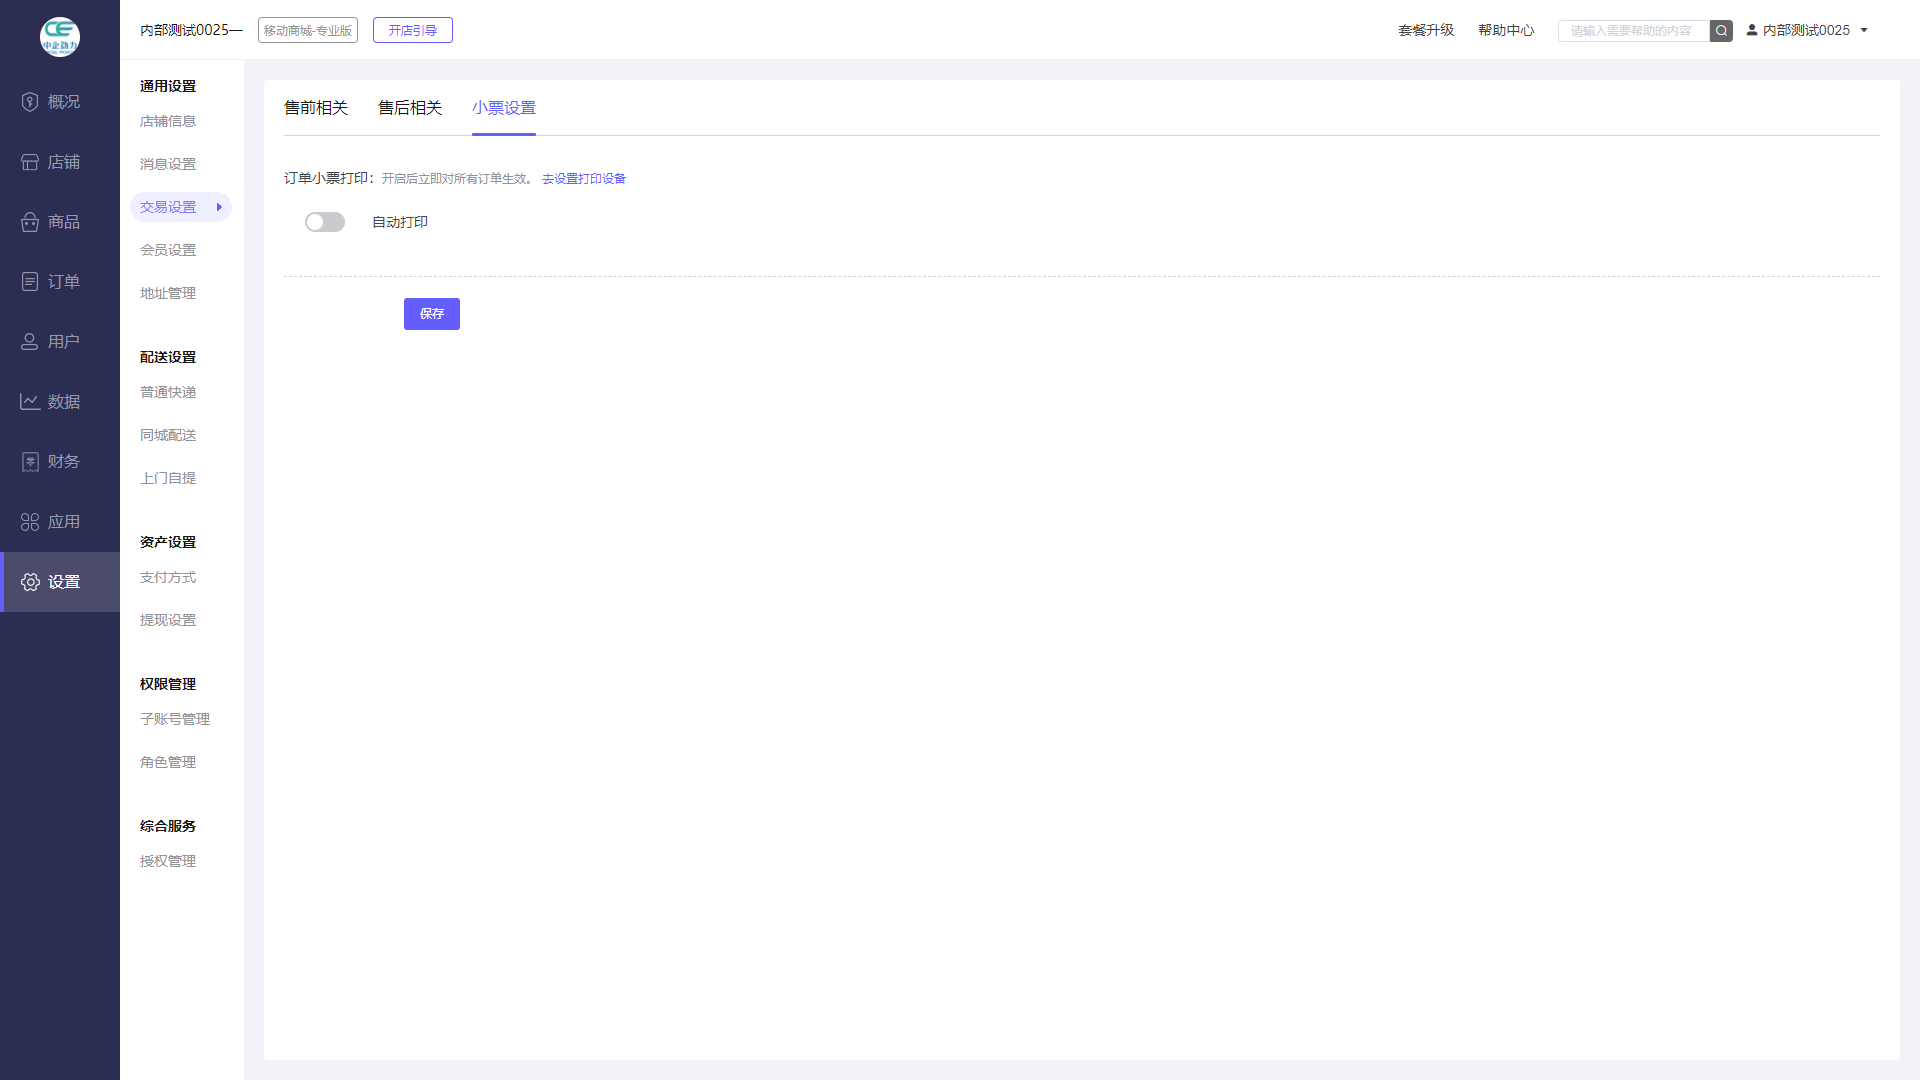 中企动力
概况
店铺
商品
订单
用户
数据
财务
应用
设置
内部测试0025—
移动商城-专业版
开店引导
套餐升级
帮助中心
请输入需要帮助的内容
内部测试0025
通用设置
店铺信息
消息设置
交易设置
会员设置
地址管理
配送设置
普通快递
同城配送
上门自提
资产设置
支付方式
提现设置
权限管理
子账号管理
角色管理
综合服务
授权管理
售前相关
售后相关
小票设置
订单小票打印：开启后立即对所有订单生效。 去设置打印设备
自动打印
保存